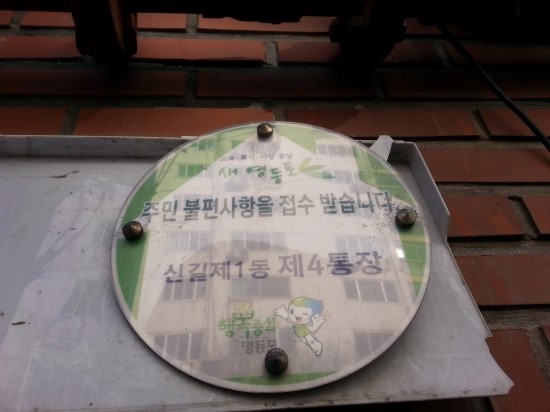 새 영등포
주민 불편사항을 접수 받습니다.
신길제1동 제4통장
행복중심
영등포